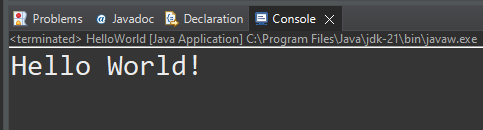 Problems Javadoc Declaration Console
<terminated> HelloWorld [Java Application] C:\Program Files\Java\jdk-21\bin\javaw.exe
Hello World!